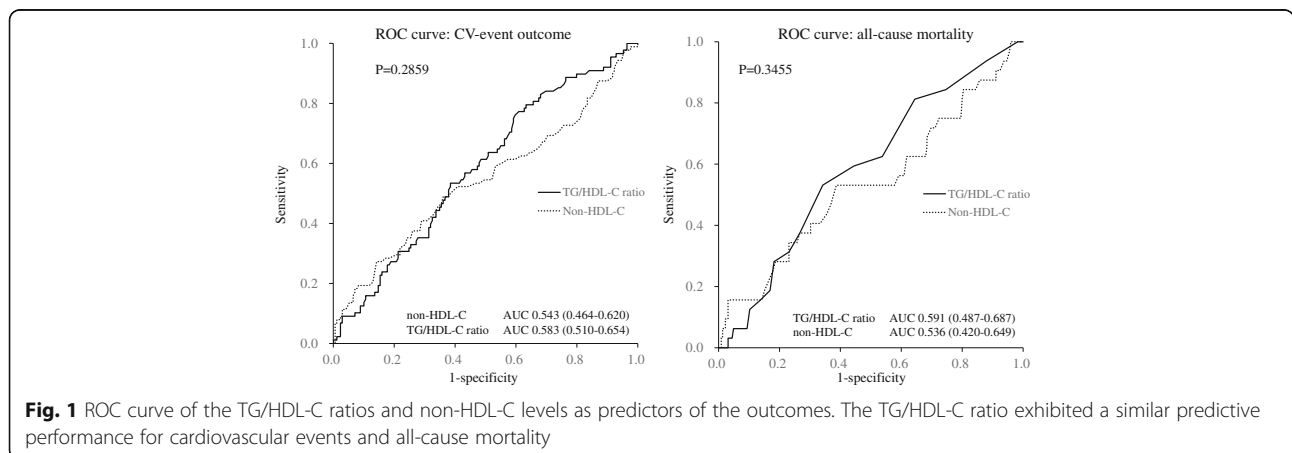 ROC curve: CV-event outcome
1.0
P=0.2859
0.8
0.6
Sensitivity
TG/HDL-C ratio
0.4
Non-HDL-C
0.2
non-HDL-C AUC 0.543 (0.464-0.620)
TG/HDL-C ratio AUC 0.583 (0.510-0.654)
0.0
0.0 0.2 0.4 0.6 0.8 1.0
1-specificity
ROC curve: all-cause mortality
1.0
P=0.3455
0.8
0.6
Sensitivity
TG/HDL-C ratio
0.4
Non-HDL-C
0.2
TG/HDL-C ratio AUC 0.591 (0.487-0.687)
non-HDL-C AUC 0.536 (0.420-0.649)
0.0
0.0 0.2 0.4 0.6 0.8 1.0
1-specificity
Fig. 1 ROC curve of the TG/HDL-C ratios and non-HDL-C levels as predictors of the outcomes. The TG/HDL-C ratio exhibited a similar predictive
performance for cardiovascular events and all-cause mortality